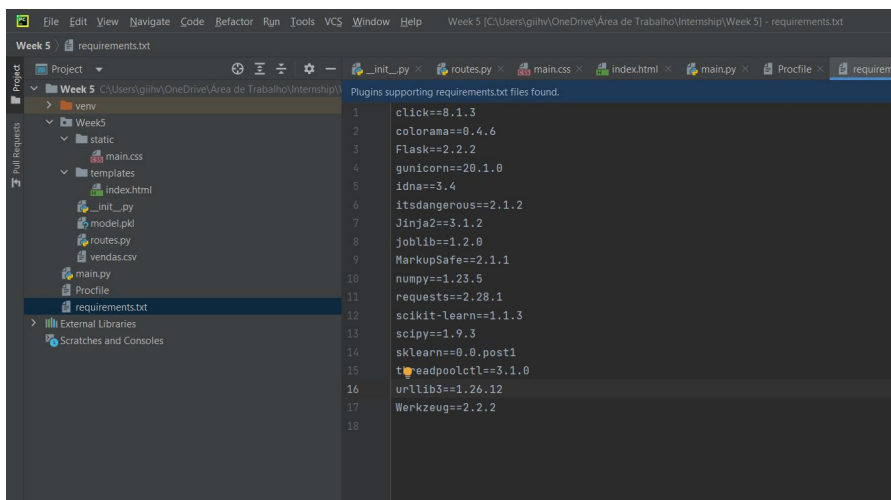 File Edit View Navigate Code Refactor Run Tools VCS Window Help Week 5 [C:\Users\giihv\OneDrive\Área de Trabalho\Internship\Week 5] - requirements.txt
Week 5 requirements.txt
Project
__init__.py routes.py main.css index.html main.py Procfile requirem
Project
Pull Requests
Week 5 C:\Users\giihv\OneDrive\Área de Trabalho\Internship\
venv
Week5
static
main.css
templates
index.html
__init__.py
model.pkl
routes.py
vendas.csv
main.py
Procfile
requirements.txt
External Libraries
Scratches and Consoles
Plugins supporting requirements.txt files found.
1 click==8.1.3
2 colorama==0.4.6
3 Flask==2.2.2
4 gunicorn==20.1.0
5 idna==3.4
6 itsdangerous==2.1.2
7 Jinja2==3.1.2
8 joblib==1.2.0
9 MarkupSafe==2.1.1
10 numpy==1.23.5
11 requests==2.28.1
12 scikit-learn==1.1.3
13 scipy==1.9.3
14 sklearn==0.0.post1
15 threadpoolctl==3.1.0
16 urllib3==1.26.12
17 Werkzeug==2.2.2
18